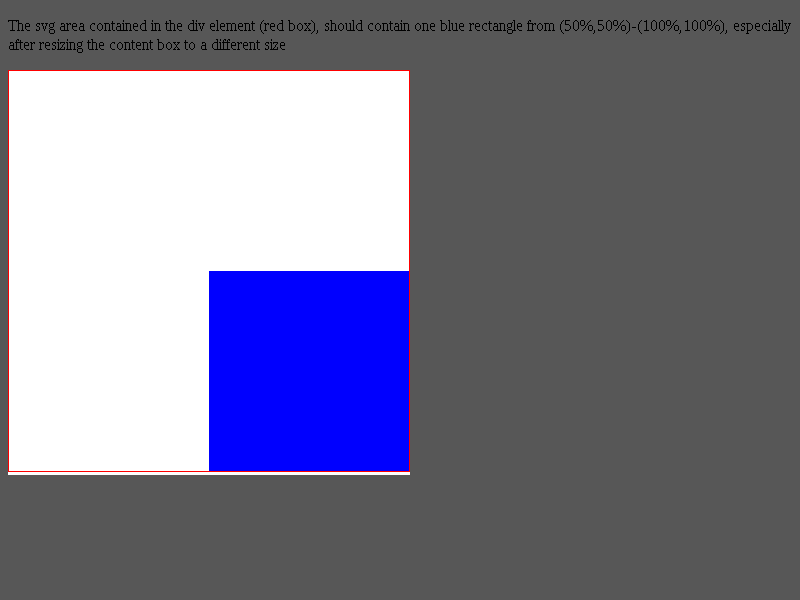 The svg area contained in the div element (red box), should contain one blue rectangle from (50%,50%)-(100%,100%), especially
after resizing the content box to a different size